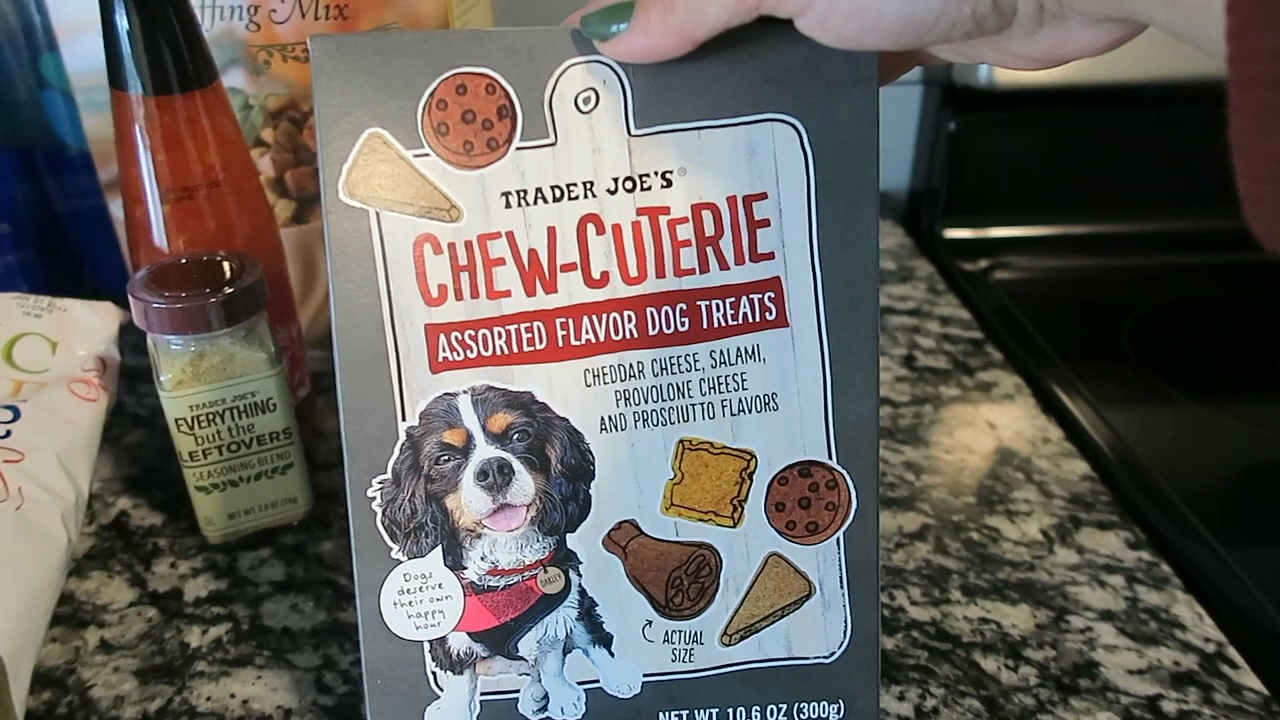 ffing Mix
TRADER JOE'S®
CHEW-CUTERIE
ASSORTED FLAVOR DOG TREATS
CHEDDAR CHEESE, SALAMI,
PROVOLONE CHEESE
AND PROSCIUTTO FLAVORS
OAKLEY
Dogs
deserve
their own
happy
hour
ACTUAL
SIZE
NET WT. 10.6 OZ (300g)
TRADER JOE'S
EVERYTHING
but the
LEFTOVERS
SEASONING BLEND